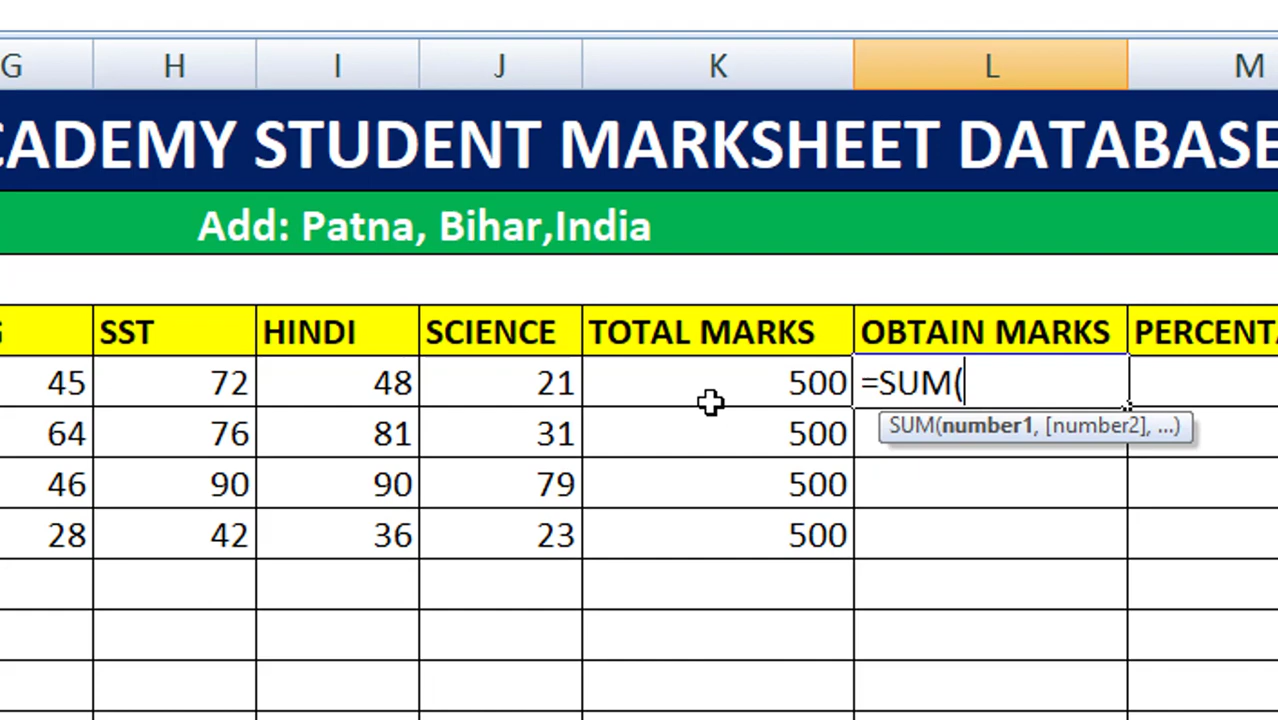 G H I J K L M
CADEMY STUDENT MARKSHEET DATABASE
Add: Patna, Bihar,India
G SST HINDI SCIENCE TOTAL MARKS OBTAIN MARKS PERCENTA
45 72 48 21 500 =SUM(
SUM(number1, [number2], ...)
64 76 81 31 500
46 90 90 79 500
28 42 36 23 500